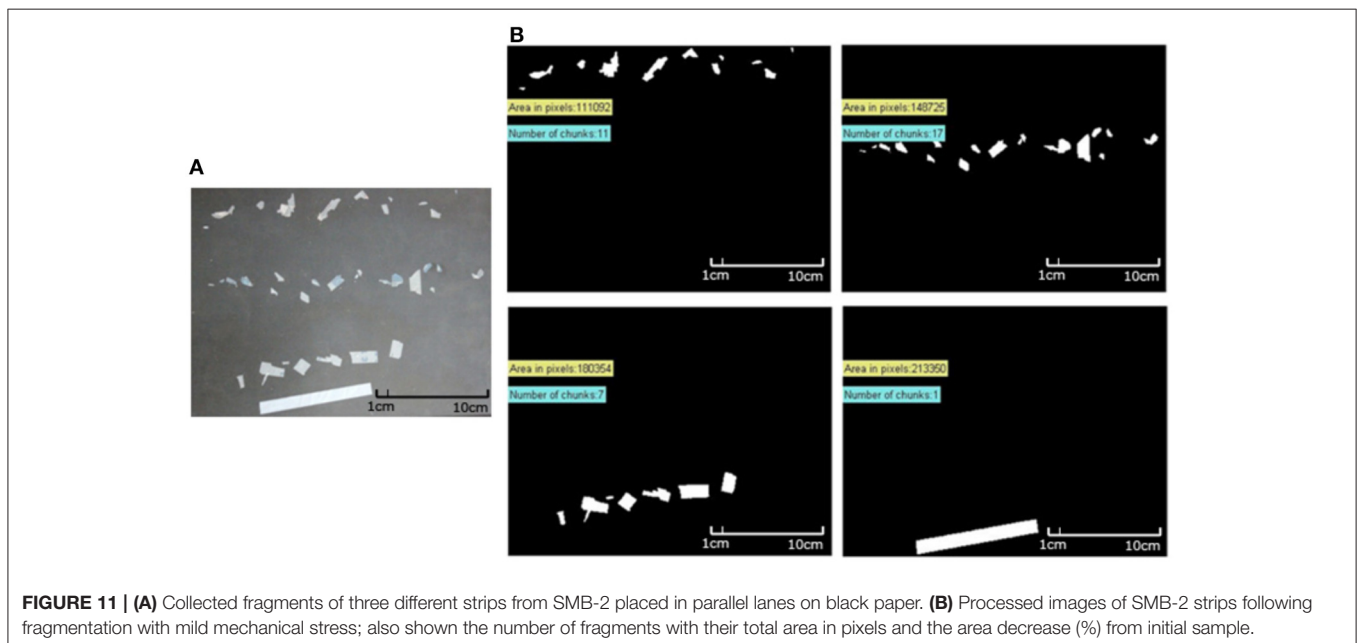 B
Area in pixels:111092
Number of chunks:11
1cm 10cm
Area in pixels:148725
Number of chunks:17
1cm 10cm
A
1cm 10cm
Area in pixels:180354
Number of chunks:7
1cm 10cm
Area in pixels:213350
Number of chunks:1
1cm 10cm
FIGURE 11 | (A) Collected fragments of three different strips from SMB-2 placed in parallel lanes on black paper. (B) Processed images of SMB-2 strips following
fragmentation with mild mechanical stress; also shown the number of fragments with their total area in pixels and the area decrease (%) from initial sample.